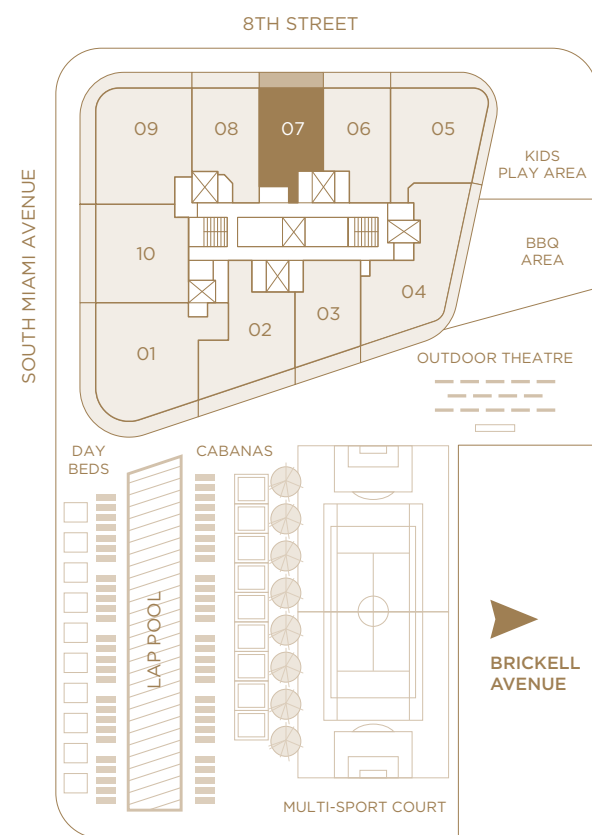 8TH STREET
SOUTH MIAMI AVENUE
09
08
07
06
05
KIDS
PLAY AREA
10
BBQ
AREA
04
03
02
01
OUTDOOR THEATRE
DAY
BEDS
CABANAS
LAP POOL
BRICKELL
AVENUE
MULTI-SPORT COURT